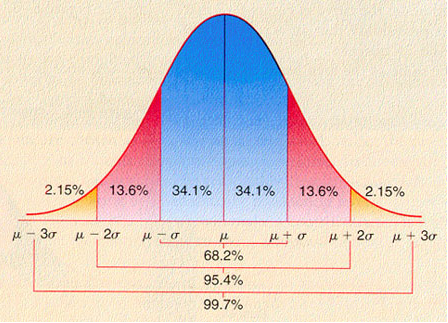 2.15% 13.6% 34.1% 34.1% 13.6% 2.15%
μ − 3σ μ − 2σ μ − σ μ μ + σ μ + 2σ μ + 3σ
68.2%
95.4%
99.7%